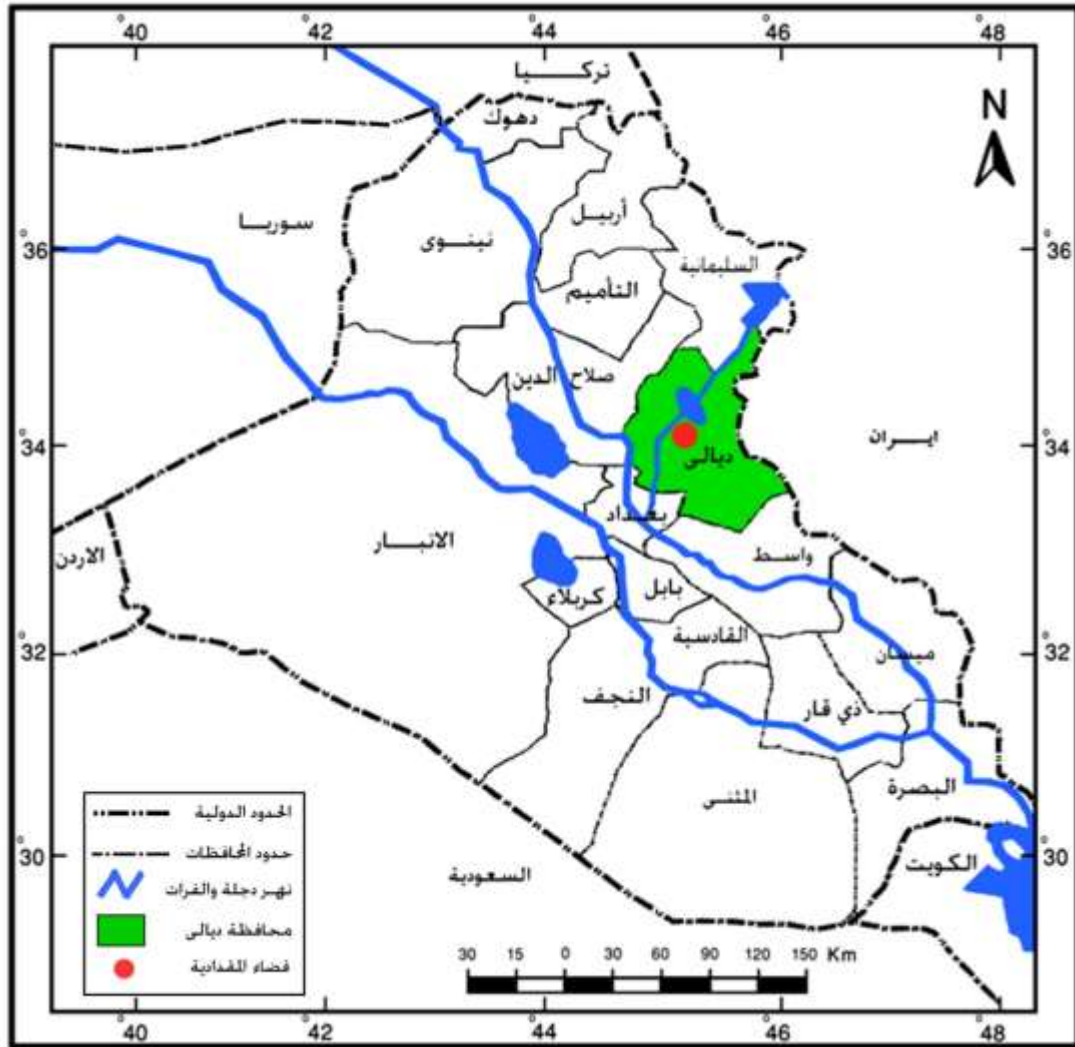 40° 42° 44° 46° 48°
تركيا
N
دهوك
أربيل
سوريا
نينوى
36° 36°
السليمانية
التأميم
صلاح الدين
34° 34°
ديالى
ايران
بغداد
الانبار
واسط
الاردن
بابل
كربلاء
القادسية
32° 32°
ميسان
النجف
ذي قار
البصرة
المثنى
الكويت
30° 30°
السعودية
الحدود الدولية
حدود المحافظات
نهر دجلة والفرات
محافظة ديالى
قضاء المقدادية
30 15 0 30 60 90 120 150 Km
40° 42° 44° 46° 48°